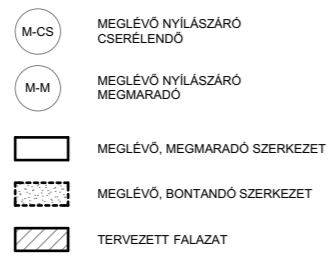 M-CS
MEGLÉVŐ NYÍLÁSZÁRÓ
CSERÉLENDŐ
M-M
MEGLÉVŐ NYÍLÁSZÁRÓ
MEGMARADÓ
MEGLÉVŐ, MEGMARADÓ SZERKEZET
MEGLÉVŐ, BONTANDÓ SZERKEZET
TERVEZETT FALAZAT